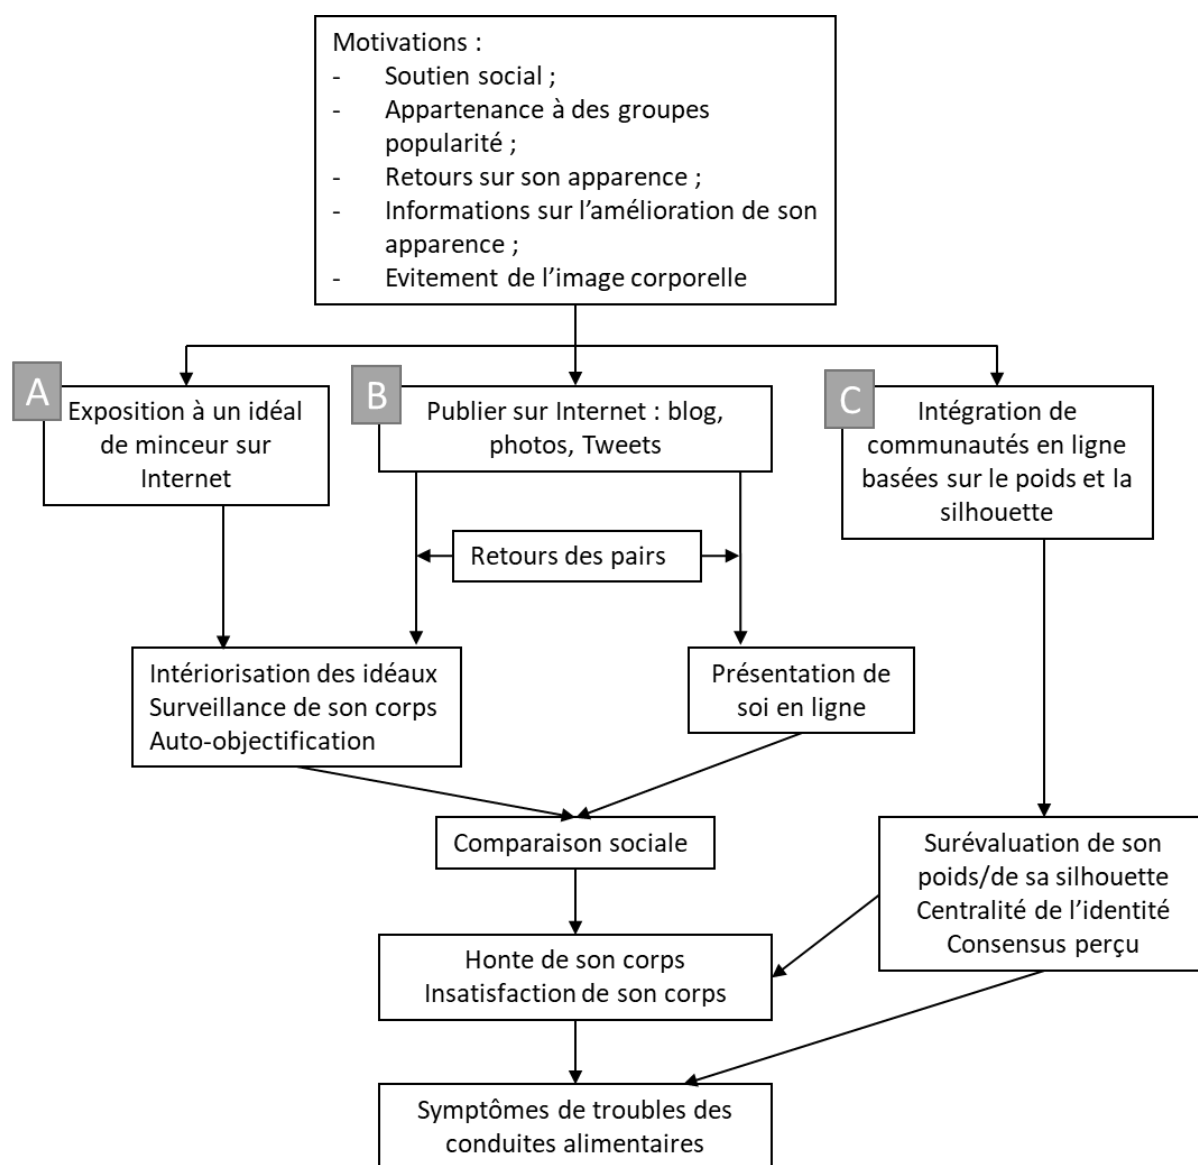 Motivations :
- Soutien social ;
- Appartenance à des groupes
popularité ;
- Retours sur son apparence ;
- Informations sur l’amélioration de son
apparence ;
- Evitement de l’image corporelle
A
Exposition à un idéal
de minceur sur
Internet
B
Publier sur Internet : blog,
photos, Tweets
C
Intégration de
communautés en ligne
basées sur le poids et la
silhouette
Retours des pairs
Intériorisation des idéaux
Surveillance de son corps
Auto-objectification
Présentation de
soi en ligne
Comparaison sociale
Surévaluation de son
poids/de sa silhouette
Centralité de l’identité
Consensus perçu
Honte de son corps
Insatisfaction de son corps
Symptômes de troubles des
conduites alimentaires